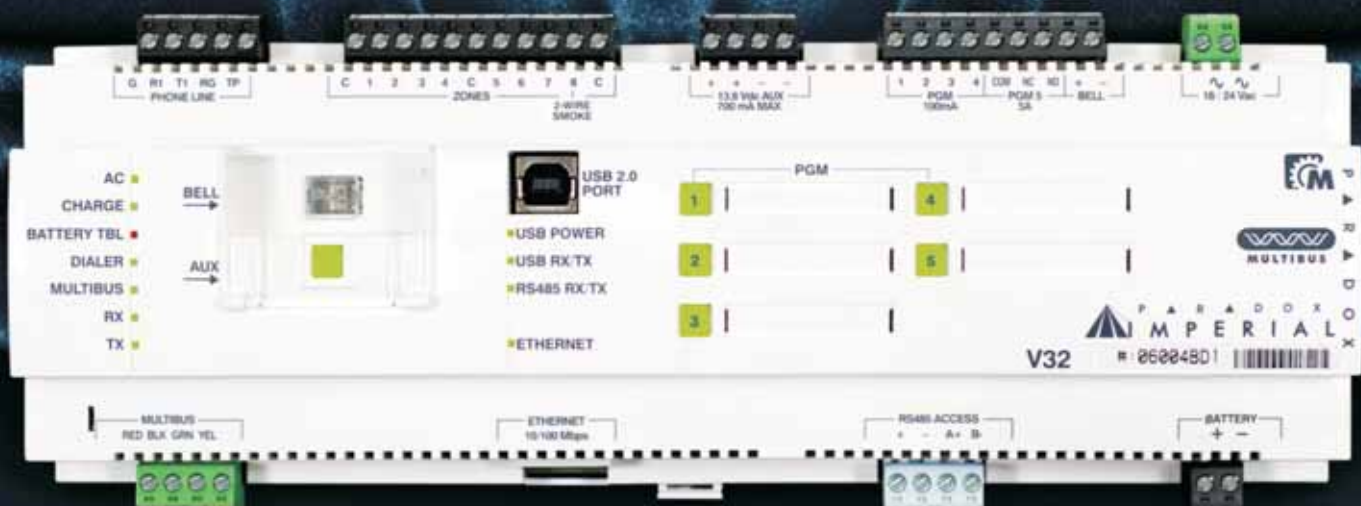 G R1 T1 RG TP
PHONE LINE
C 1 2 3 4 C 5 6 7 8 C
ZONES
2-WIRE
SMOKE
+ + - -
13,8 Vdc AUX
700 mA MAX
1 2 3 4 COM NC NO + -
PGM
100mA
PGM 5
5A
BELL
16 24 Vac
AC
CHARGE
BATTERY TBL
DIALER
MULTIBUS
RX
TX
BELL
AUX
USB 2.0
PORT
USB POWER
USB RX/TX
RS485 RX/TX
ETHERNET
PGM
1
2
3
4
5
M
MULTIBUS
PARADOX
PARADOX
IMPERIAL
V32
#: 06004BD1
MULTIBUS
RED BLK GRN YEL
ETHERNET
10/100 Mbps
RS485 ACCESS
+ - A+ B-
BATTERY
+ -